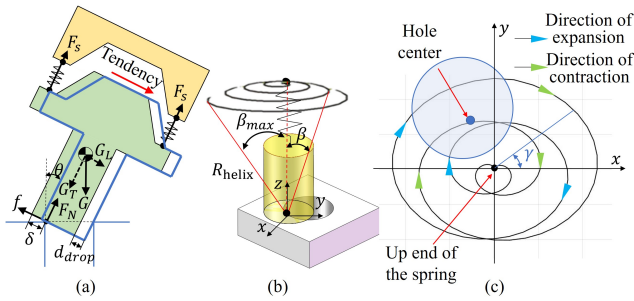 (a)
F_s
Tendency
F_s
θ
G_L
G_T
G
f
F_N
δ
d_drop
(a)
β_max
β
R_helix
z
y
x
(b)
(c)
y
Direction of
expansion
Direction of
contraction
Hole
center
γ
x
Up end of
the spring
(c)